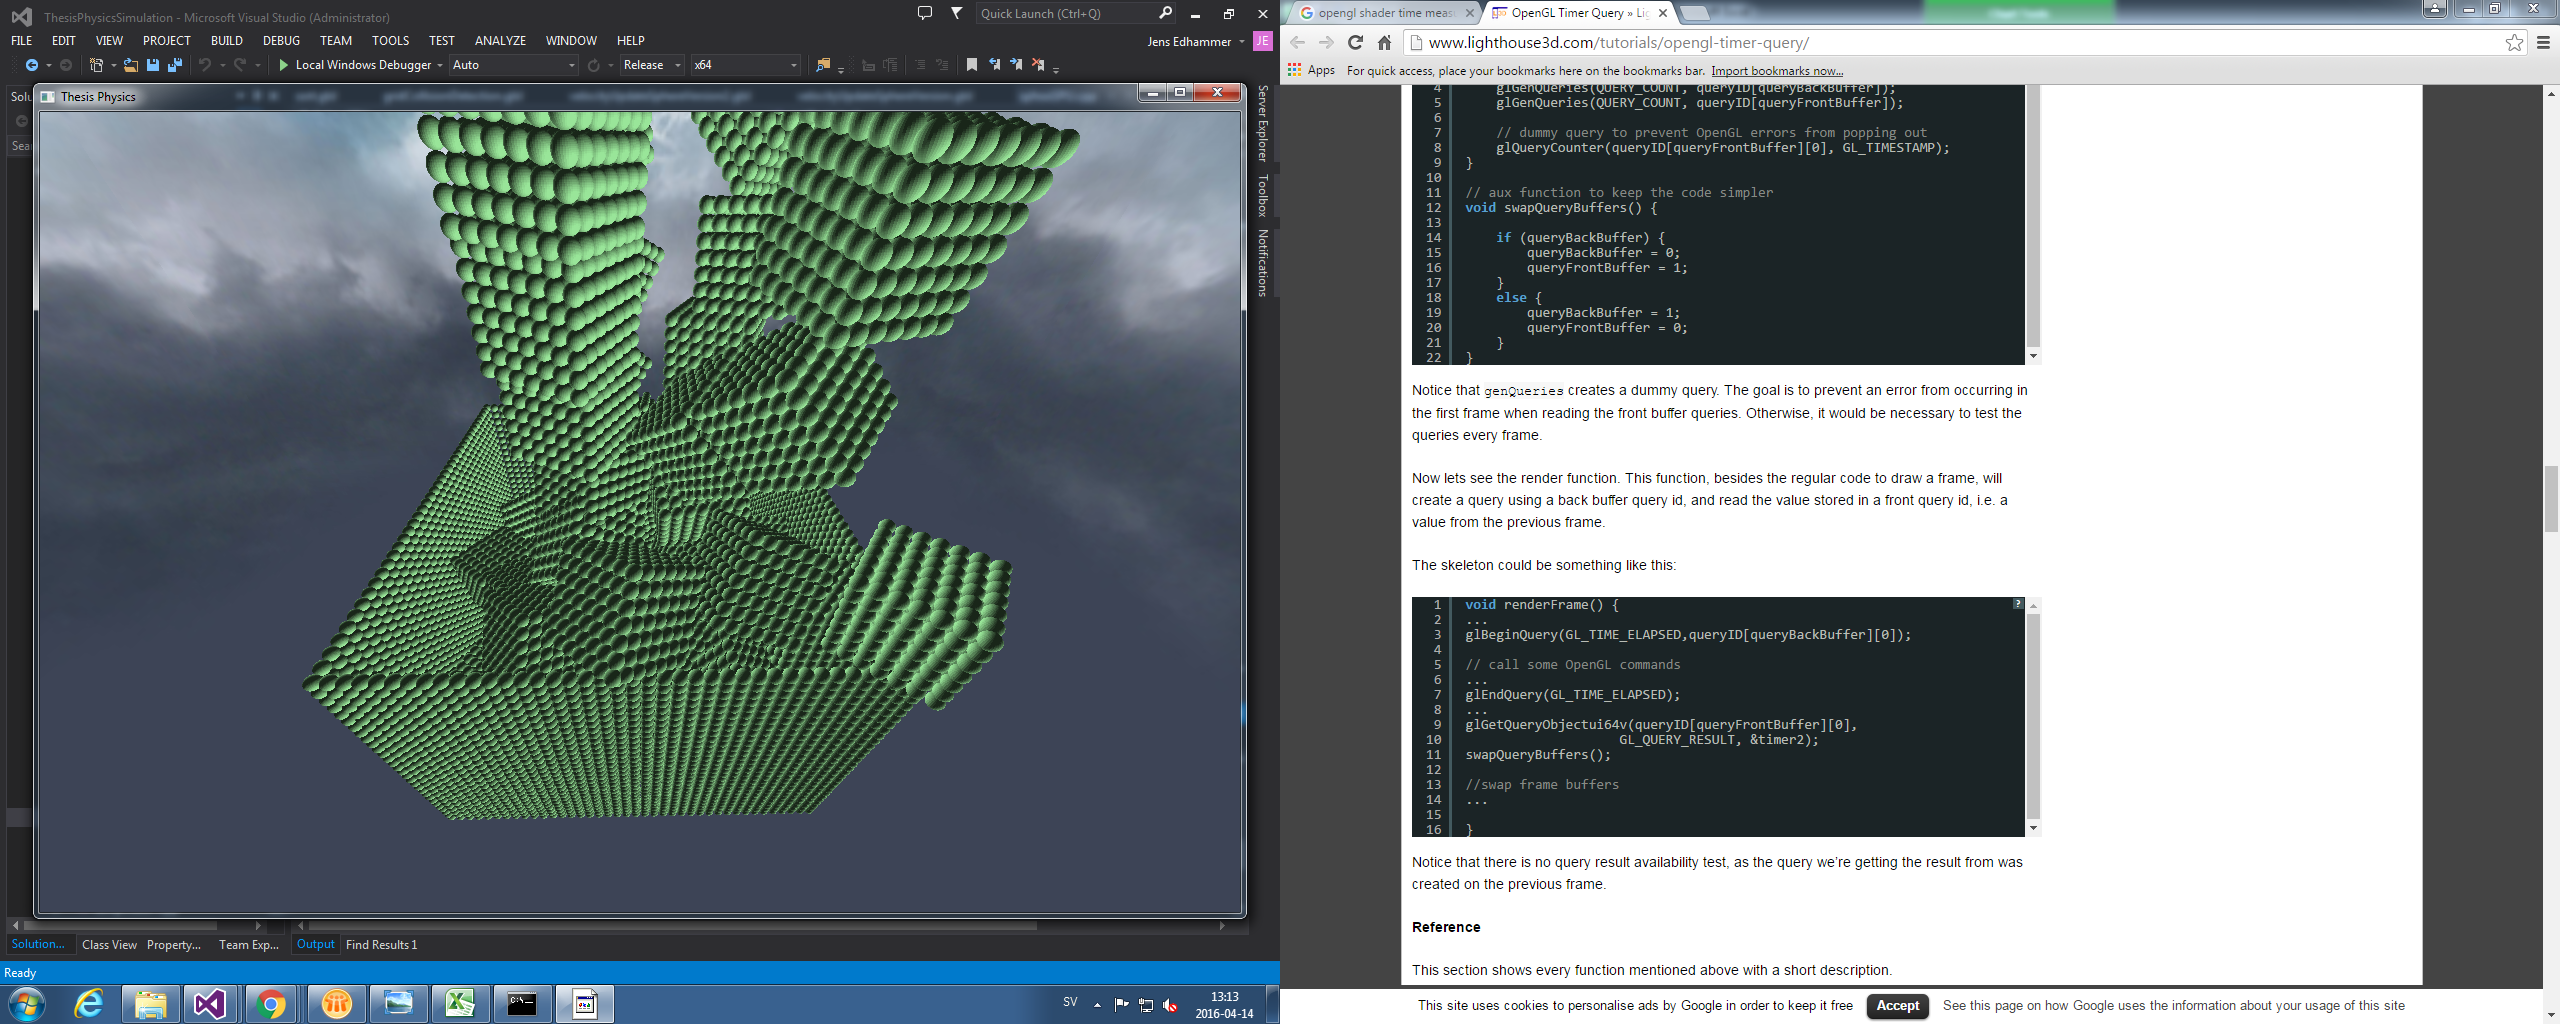 ThesisPhysicsSimulation - Microsoft Visual Studio (Administrator)
Quick Launch (Ctrl+Q)
FILE EDIT VIEW PROJECT BUILD DEBUG TEAM TOOLS TEST ANALYZE WINDOW HELP
Jens Edhammer JE
Local Windows Debugger Auto Release x64
Thesis Physics
Server Explorer
Toolbox
Notifications
Solution... Class View Property... Team Exp... Output Find Results 1
Ready
SV
13:13
2016-04-14
opengl shader time meas
OpenGL Timer Query » Lig
www.lighthouse3d.com/tutorials/opengl-timer-query/
Apps For quick access, place your bookmarks here on the bookmarks bar. Import bookmarks now...
4 glGenQueries(QUERY_COUNT, queryID[queryBackBuffer]);
5 glGenQueries(QUERY_COUNT, queryID[queryFrontBuffer]);
6
7 // dummy query to prevent OpenGL errors from popping out
8 glQueryCounter(queryID[queryFrontBuffer][0], GL_TIMESTAMP);
9 }
10
11 // aux function to keep the code simpler
12 void swapQueryBuffers() {
13
14 if (queryBackBuffer) {
15 queryBackBuffer = 0;
16 queryFrontBuffer = 1;
17 }
18 else {
19 queryBackBuffer = 1;
20 queryFrontBuffer = 0;
21 }
22 }
Notice that genQueries creates a dummy query. The goal is to prevent an error from occurring in
the first frame when reading the front buffer queries. Otherwise, it would be necessary to test the
queries every frame.
Now lets see the render function. This function, besides the regular code to draw a frame, will
create a query using a back buffer query id, and read the value stored in a front query id, i.e. a
value from the previous frame.
The skeleton could be something like this:
1 void renderFrame() {
2 ...
3 glBeginQuery(GL_TIME_ELAPSED,queryID[queryBackBuffer][0]);
4
5 // call some OpenGL commands
6 ...
7 glEndQuery(GL_TIME_ELAPSED);
8 ...
9 glGetQueryObjectui64v(queryID[queryFrontBuffer][0],
10 GL_QUERY_RESULT, &timer2);
11 swapQueryBuffers();
12
13 //swap frame buffers
14 ...
15
16 }
Notice that there is no query result availability test, as the query we're getting the result from was
created on the previous frame.
Reference
This section shows every function mentioned above with a short description.
This site uses cookies to personalise ads by Google in order to keep it free Accept See this page on how Google uses the information about your usage of this site